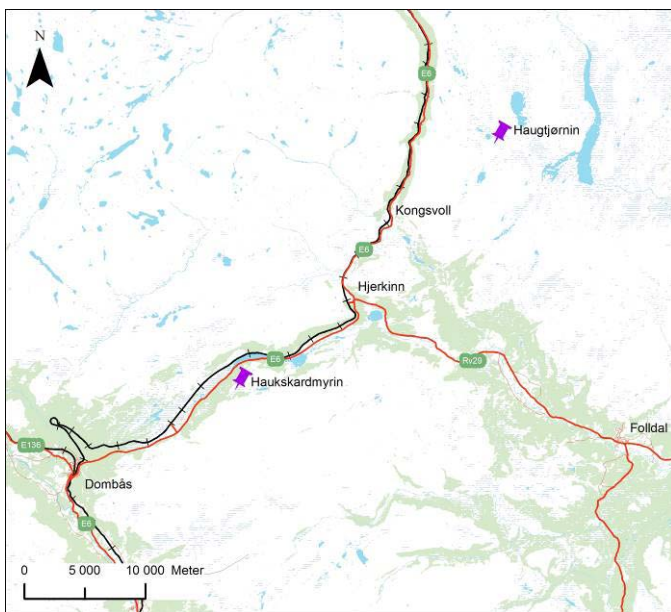 N
E6
Haugtjørnin
Kongsvoll
E6
Hjerkinn
E6
Rv29
Haukskardmyrin
Folldal
E136
Dombås
E6
0 5 000 10 000 Meter